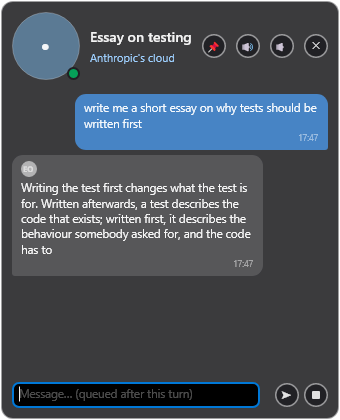 Essay on testing
Anthropic's cloud
write me a short essay on why tests should be
written first
17:47
EO
Writing the test first changes what the test is
for. Written afterwards, a test describes the
code that exists; written first, it describes the
behaviour somebody asked for, and the code
has to
17:47
Message... (queued after this turn)